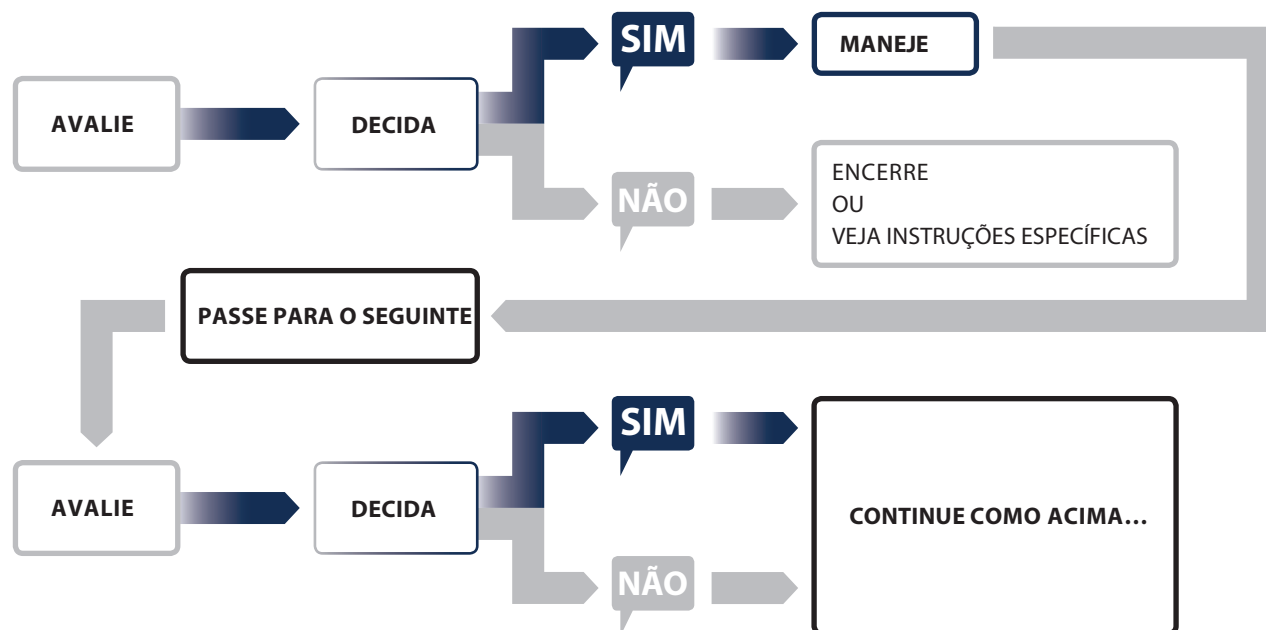 AVALIE
DECIDA
SIM
MANEJE
NÃO
ENCERRE
OU
VEJA INSTRUÇÕES ESPECÍFICAS
PASSE PARA O SEGUINTE
AVALIE
DECIDA
SIM
NÃO
CONTINUE COMO ACIMA...